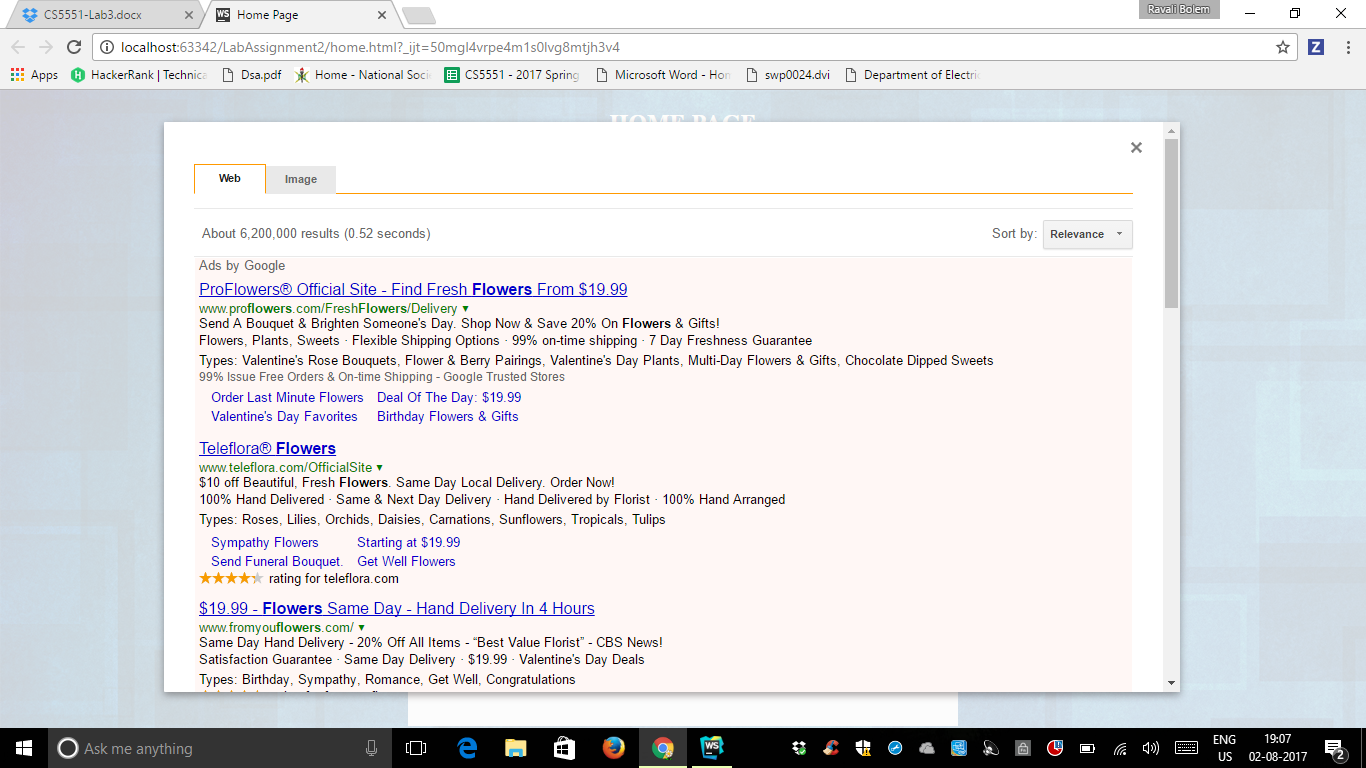 CS5551-Lab3.docx
WS Home Page
Ravali Bolem
localhost:63342/LabAssignment2/home.html?_ijt=50mgl4vrpe4m1s0lvg8mtjh3v4
Z
Apps HackerRank | Technica Dsa.pdf Home - National Soci CS5551 - 2017 Spring Microsoft Word - Hon swp0024.dvi Department of Electri
HOME PAGE
Web Image
About 6,200,000 results (0.52 seconds) Sort by: Relevance
Ads by Google
ProFlowers® Official Site - Find Fresh Flowers From $19.99
www.proflowers.com/FreshFlowers/Delivery
Send A Bouquet & Brighten Someone's Day. Shop Now & Save 20% On Flowers & Gifts!
Flowers, Plants, Sweets · Flexible Shipping Options · 99% on-time shipping · 7 Day Freshness Guarantee
Types: Valentine's Rose Bouquets, Flower & Berry Pairings, Valentine's Day Plants, Multi-Day Flowers & Gifts, Chocolate Dipped Sweets
99% Issue Free Orders & On-time Shipping - Google Trusted Stores
Order Last Minute Flowers Deal Of The Day: $19.99
Valentine's Day Favorites Birthday Flowers & Gifts
Teleflora® Flowers
www.teleflora.com/OfficialSite
$10 off Beautiful, Fresh Flowers. Same Day Local Delivery. Order Now!
100% Hand Delivered · Same & Next Day Delivery · Hand Delivered by Florist · 100% Hand Arranged
Types: Roses, Lilies, Orchids, Daisies, Carnations, Sunflowers, Tropicals, Tulips
Sympathy Flowers Starting at $19.99
Send Funeral Bouquet. Get Well Flowers
rating for teleflora.com
$19.99 - Flowers Same Day - Hand Delivery In 4 Hours
www.fromyouflowers.com/
Same Day Hand Delivery - 20% Off All Items - “Best Value Florist” - CBS News!
Satisfaction Guarantee · Same Day Delivery · $19.99 · Valentine's Day Deals
Types: Birthday, Sympathy, Romance, Get Well, Congratulations
Ask me anything
WS
ENG 19:07
US 02-08-2017
2